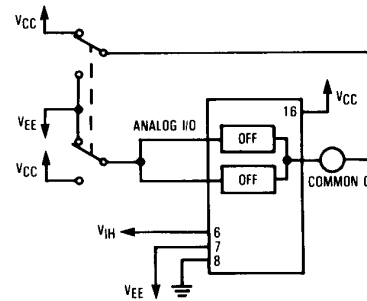 VCC
VEE
VCC
ANALOG I/O
OFF
OFF
16
VCC
COMMON
VIH
6
7
8
VEE